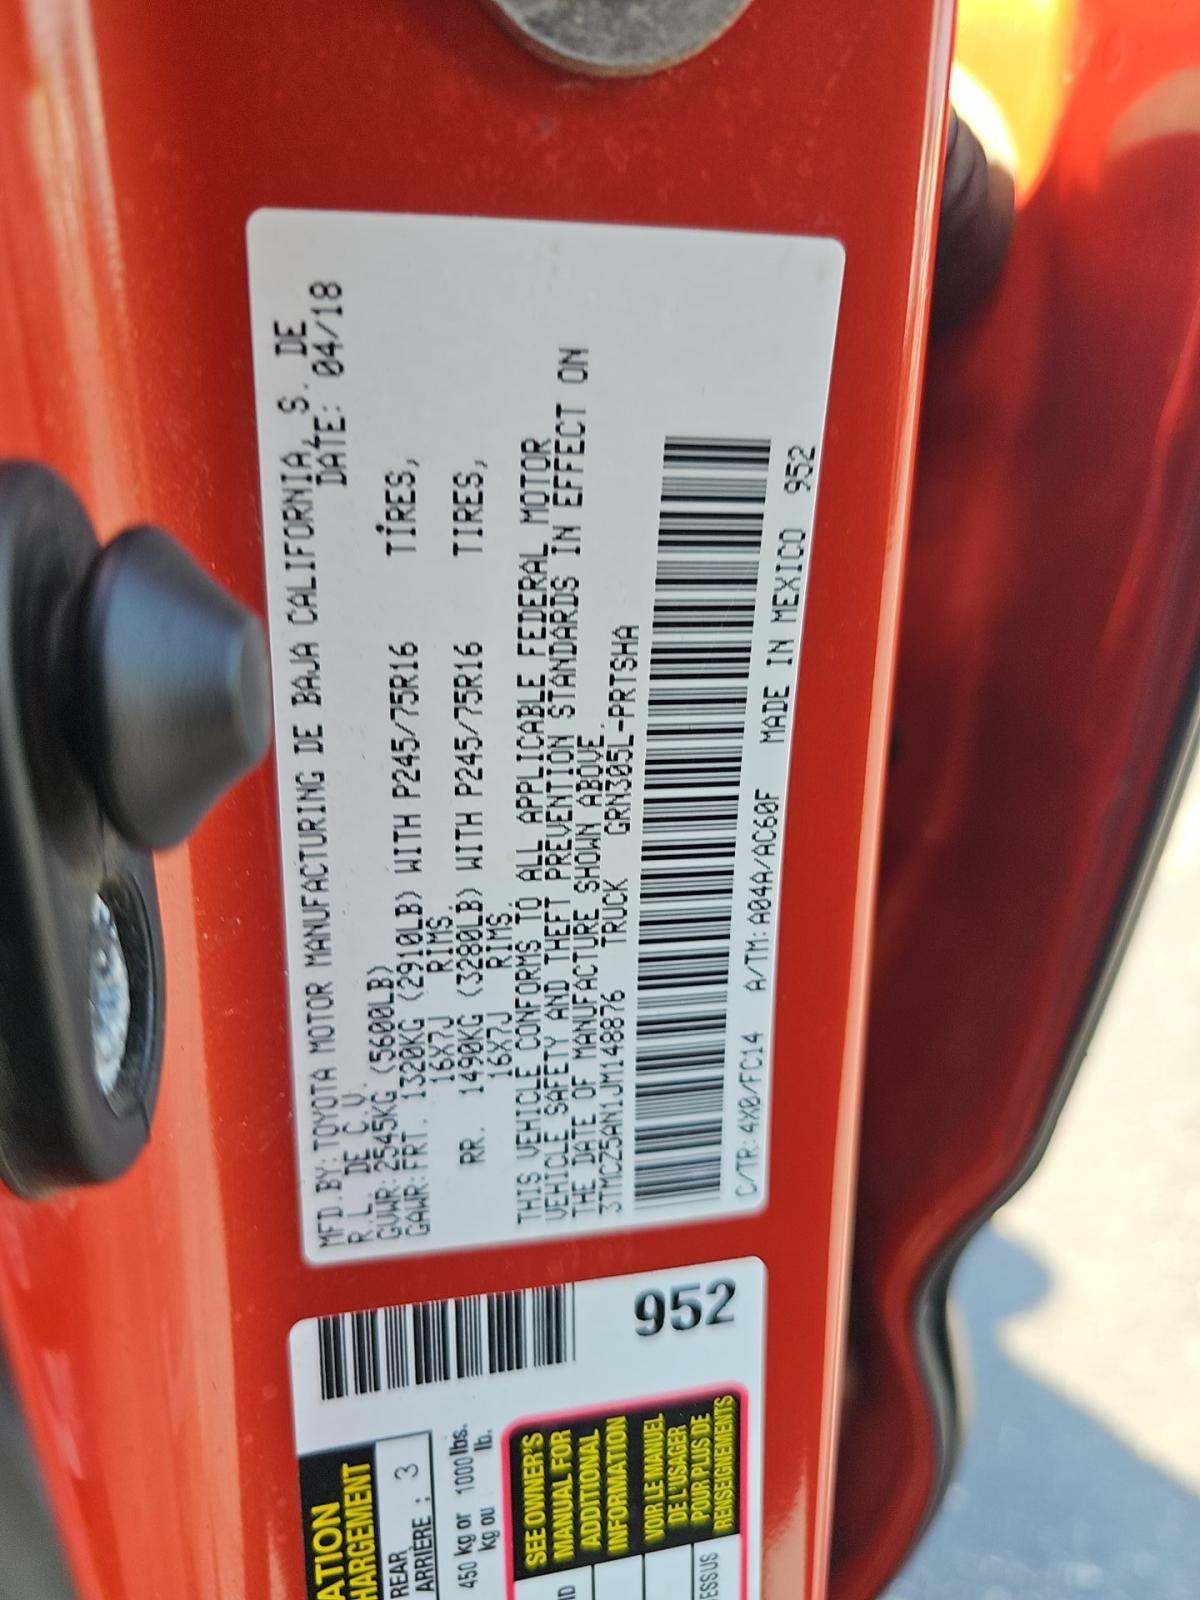 MFD.BY:TOYOTA MOTOR MANUFACTURING DE BAJA CALIFORNIA, S. DE
R.L. DE C.V. DATE: 04/18
GVWR:2545KG (5600LB)
GAWR:FRT. 1320KG (2910LB) WITH P245/75R16 TIRES,
16X7J RIMS.
RR. 1490KG (3280LB) WITH P245/75R16 TIRES,
16X7J RIMS.
THIS VEHICLE CONFORMS TO ALL APPLICABLE FEDERAL MOTOR
VEHICLE SAFETY AND THEFT PREVENTION STANDARDS IN EFFECT ON
THE DATE OF MANUFACTURE SHOWN ABOVE.
3TMCZ5AN1JM148876 TRUCK GRN305L-PRTSHA
C/TR:4X0/FC14 A/TM:A04A/AC60F MADE IN MEXICO 952
952
ATION
HARGEMENT
REAR
ARRIÈRE : 3
450 kg or 1000 lbs.
kg ou lb.
SEE OWNER'S
MANUAL FOR
ADDITIONAL
INFORMATION
VOIR LE MANUEL
DE L'USAGER
POUR PLUS DE
RENSEIGNEMENTS
ID
ESSUS